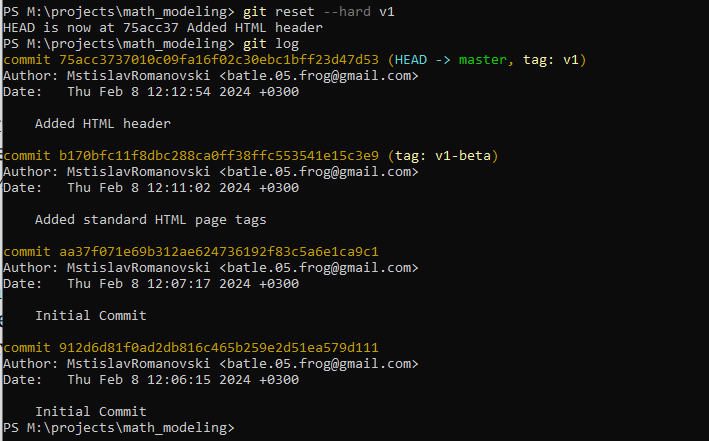 PS M:\projects\math_modeling> git reset --hard v1
HEAD is now at 75acc37 Added HTML header
PS M:\projects\math_modeling> git log
commit 75acc3737010c09fa16f02c30ebc1bff23d47d53 (HEAD -> master, tag: v1)
Author: MstislavRomanovski <batle.05.frog@gmail.com>
Date:   Thu Feb 8 12:12:54 2024 +0300
    Added HTML header
commit b170bfc11f8dbc288ca0ff38ffc553541e15c3e9 (tag: v1-beta)
Author: MstislavRomanovski <batle.05.frog@gmail.com>
Date:   Thu Feb 8 12:11:02 2024 +0300
    Added standard HTML page tags
commit aa37f071e69b312ae624736192f83c5a6e1ca9c1
Author: MstislavRomanovski <batle.05.frog@gmail.com>
Date:   Thu Feb 8 12:07:17 2024 +0300
    Initial Commit
commit 912d6d81f0ad2db816c465b259e2d51ea579d111
Author: MstislavRomanovski <batle.05.frog@gmail.com>
Date:   Thu Feb 8 12:06:15 2024 +0300
    Initial Commit
PS M:\projects\math_modeling>